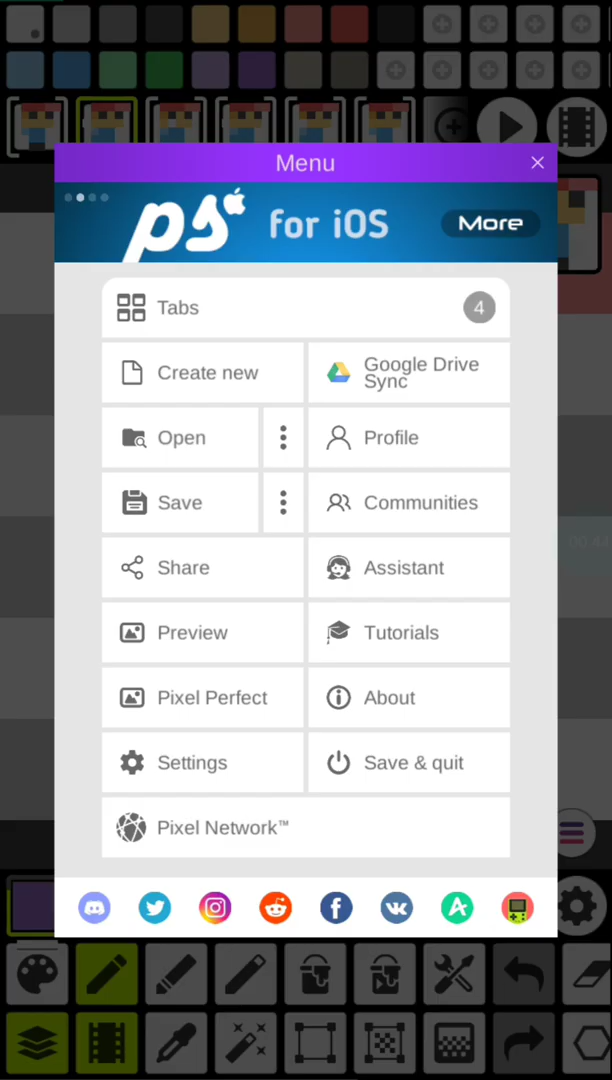 Menu
ps for iOS More
Tabs 4
Create new
Google Drive
Sync
Open
Profile
Save
Communities
Share
Assistant
Preview
Tutorials
Pixel Perfect
About
Settings
Save & quit
Pixel Network™